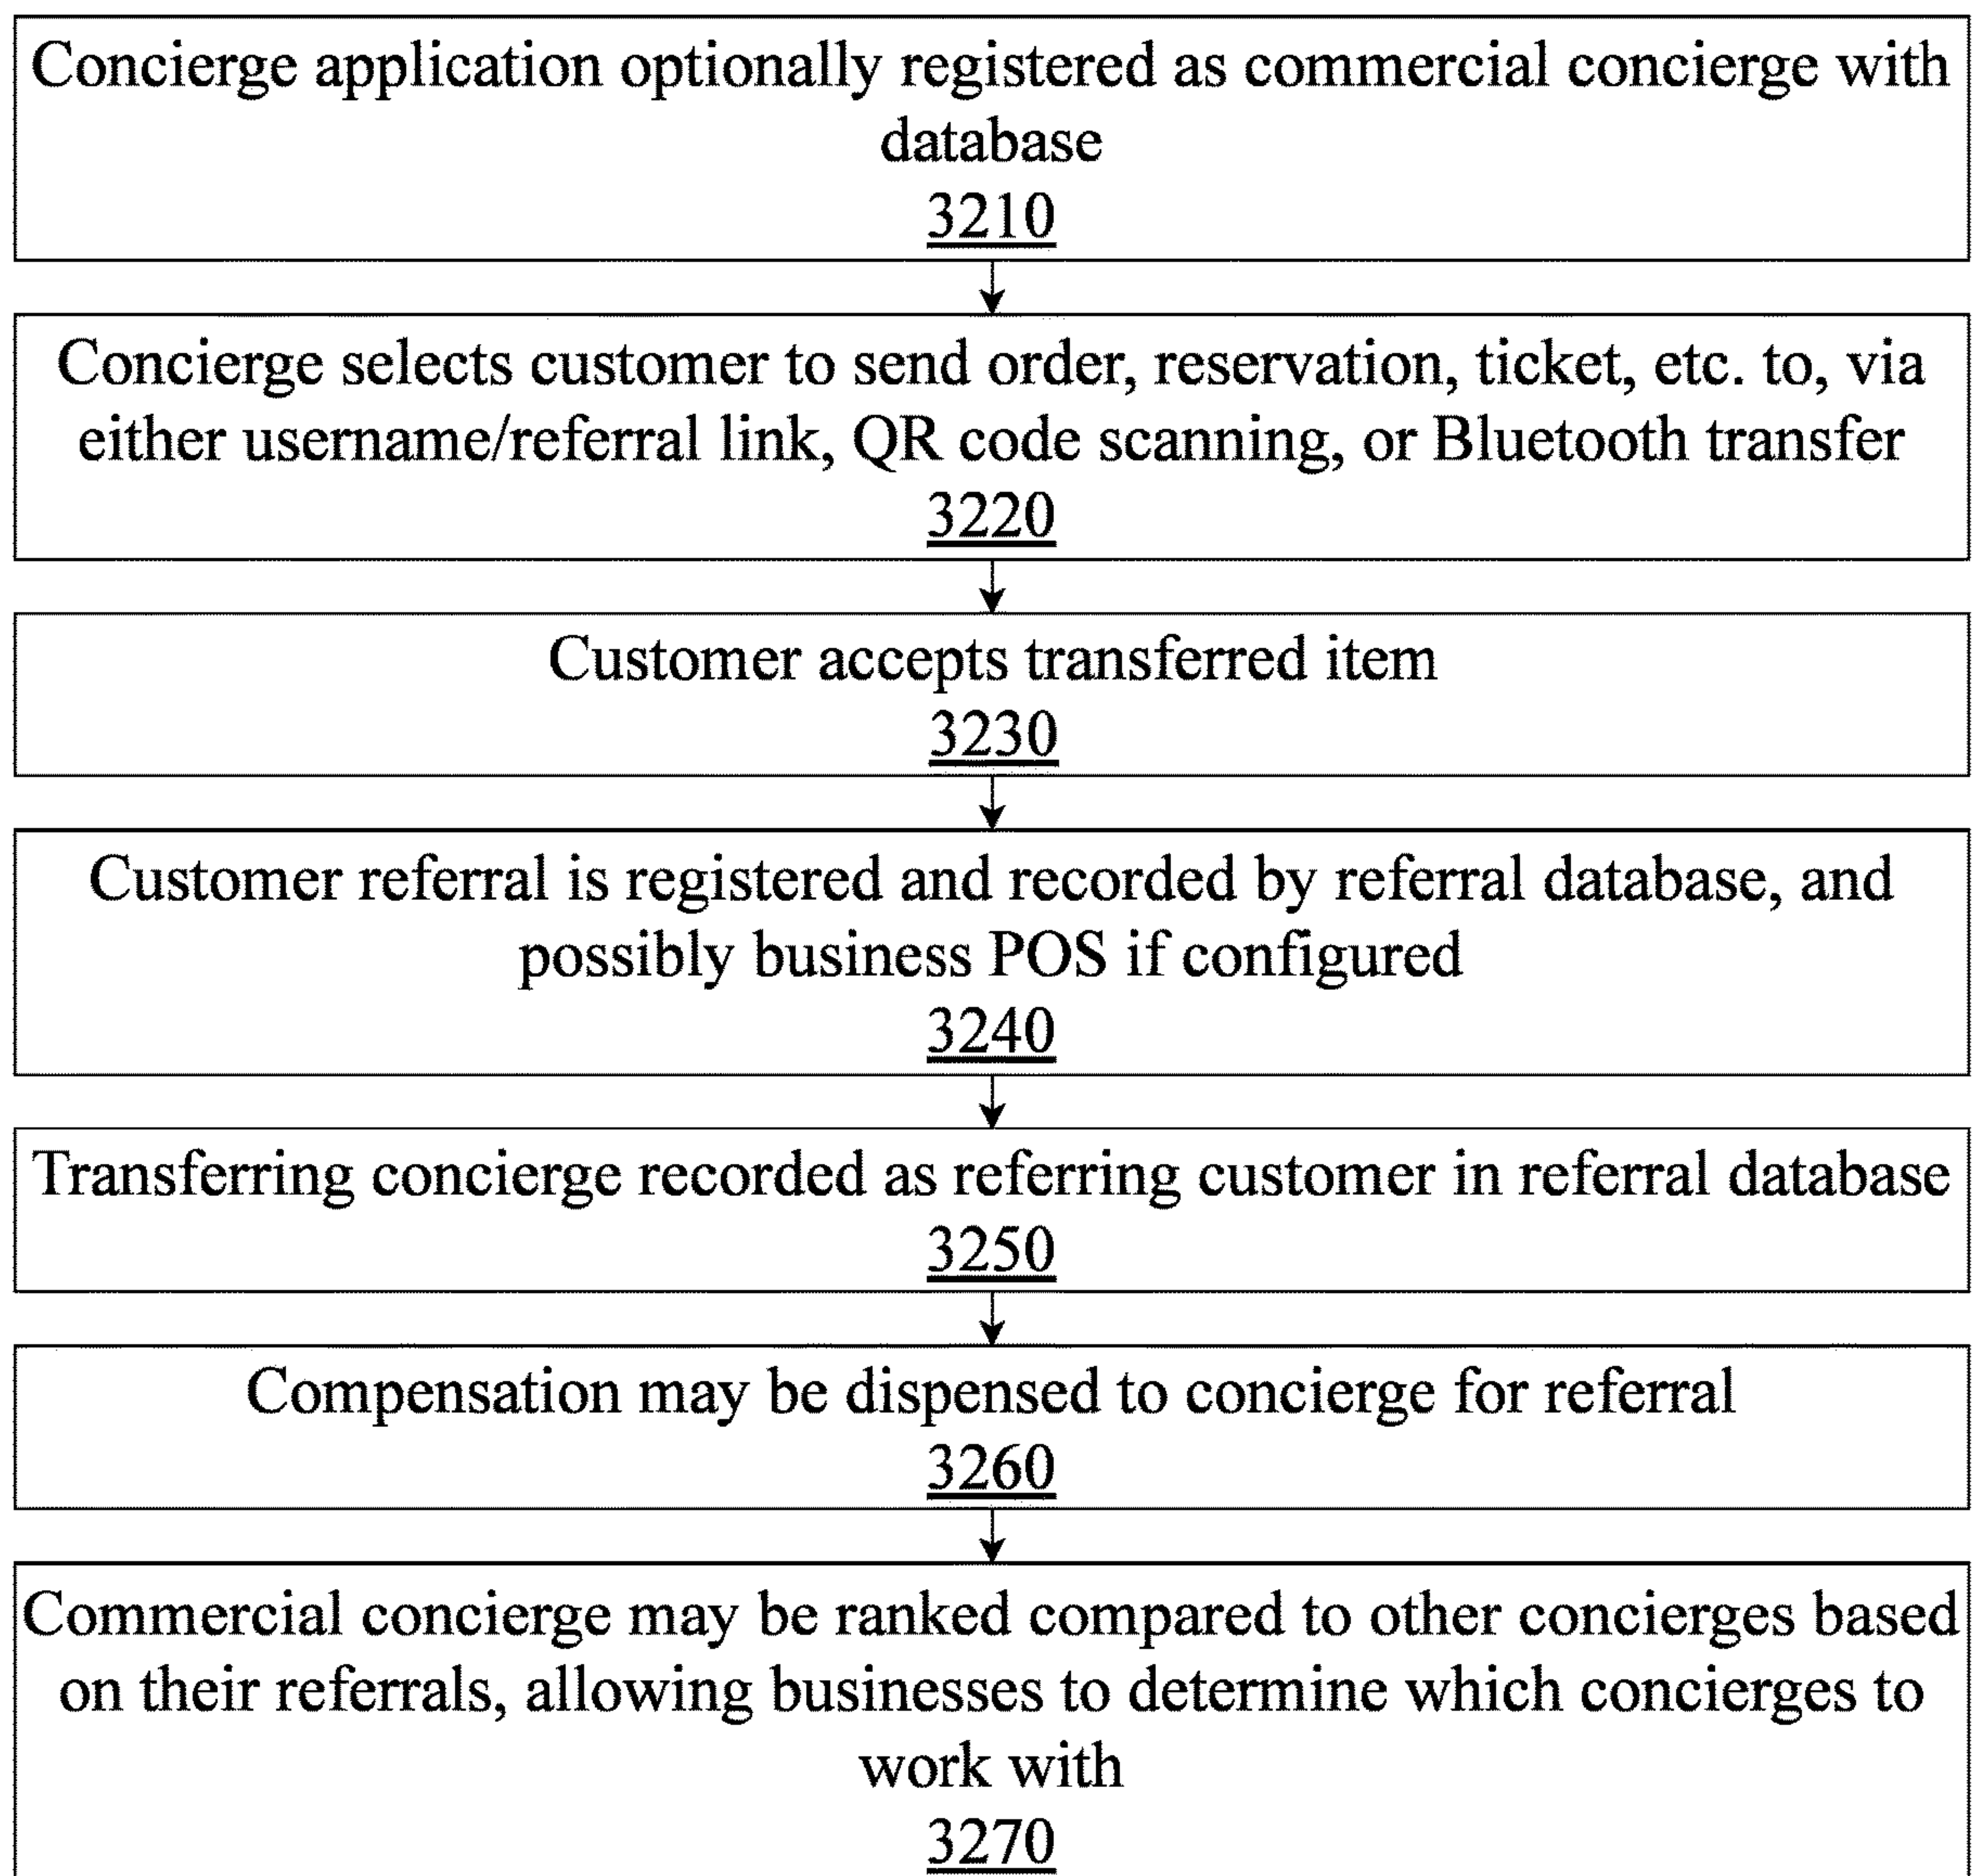 Concierge application optionally registered as commercial concierge with
database
3210
Concierge selects customer to send order, reservation, ticket, etc. to, via
either username/referral link, QR code scanning, or Bluetooth transfer
3220
Customer accepts transferred item
3230
Customer referral is registered and recorded by referral database, and
possibly business POS if configured
3240
Transferring concierge recorded as referring customer in referral database
3250
Compensation may be dispensed to concierge for referral
3260
Commercial concierge may be ranked compared to other concierges based
on their referrals, allowing businesses to determine which concierges to
work with
3270